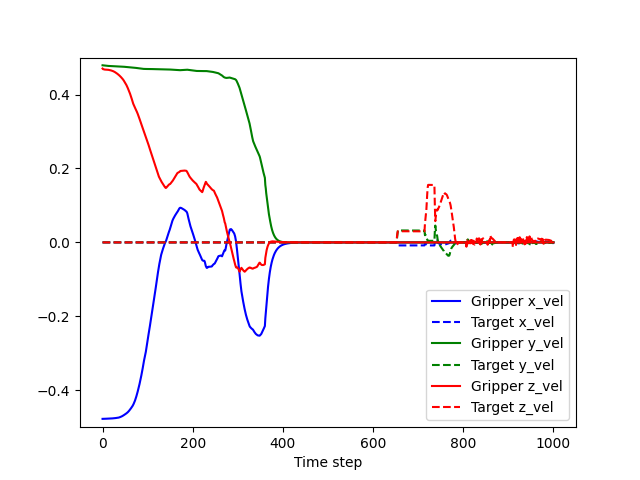 0.4
0.2
0.0
−0.2
−0.4
Gripper x_vel
Target x_vel
Gripper y_vel
Target y_vel
Gripper z_vel
Target z_vel
0 200 400 600 800 1000
Time step